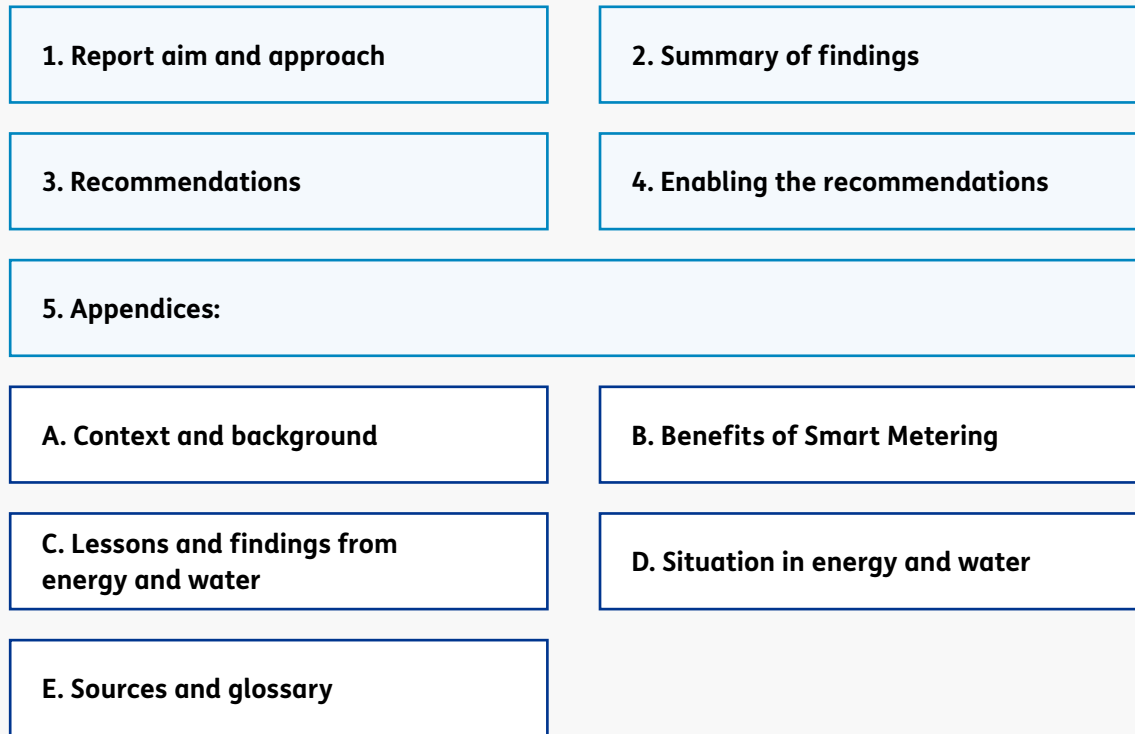 1. Report aim and approach
2. Summary of findings
3. Recommendations
4. Enabling the recommendations
5. Appendices:
A. Context and background
B. Benefits of Smart Metering
C. Lessons and findings from
energy and water
D. Situation in energy and water
E. Sources and glossary